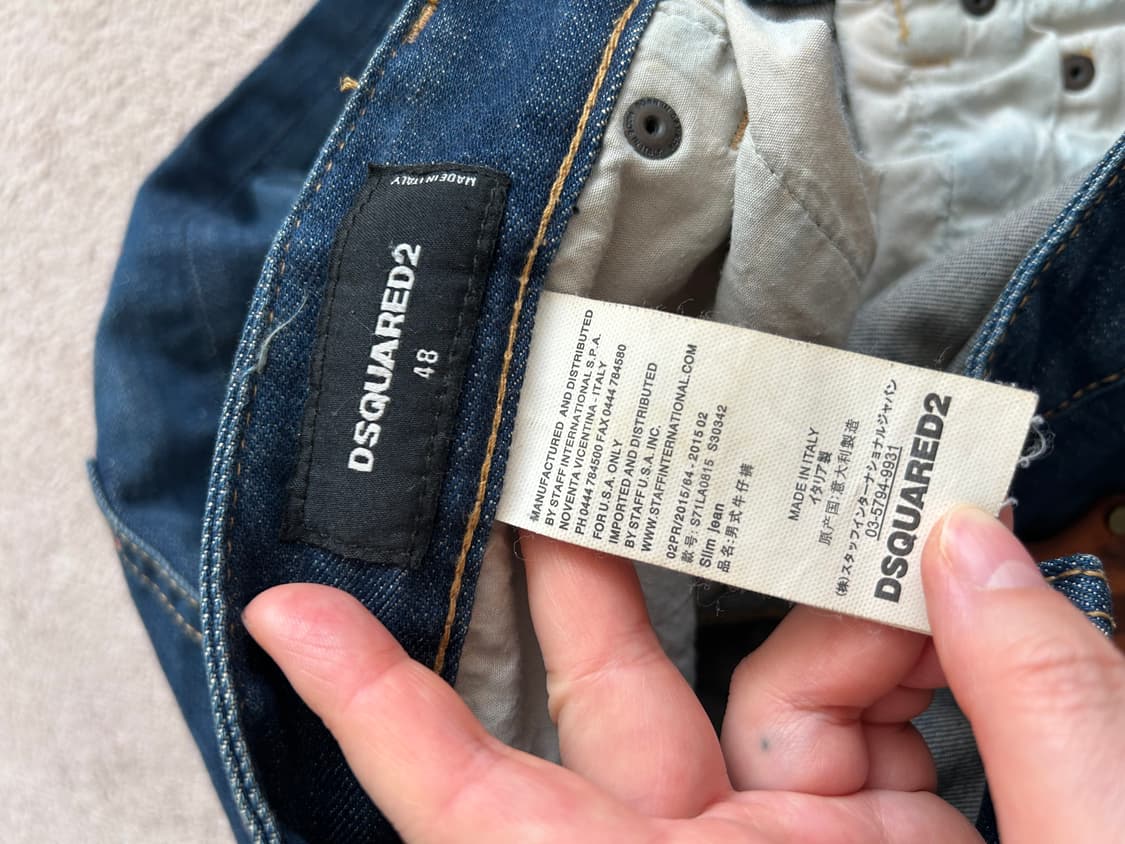 MADE IN ITALY
DSQUARED2
48
MANUFACTURED AND DISTRIBUTED
BY STAFF INTERNATIONAL S.P.A.
NOVENTA VICENTINA - ITALY
PH 0444 784500 FAX 0444 784580
FOR U.S.A. ONLY
IMPORTED AND DISTRIBUTED
BY STAFF U.S.A. INC.
WWW.STAFFINTERNATIONAL.COM
02PR/2015/64 - 2015 02
款号: S71LA0815 S30342
Slim jean
品名:男式牛仔裤
MADE IN ITALY
イタリア製
原产国:意大利製造
(株)スタッフインターナショナルジャパン
03-5794-9931
DSQUARED2